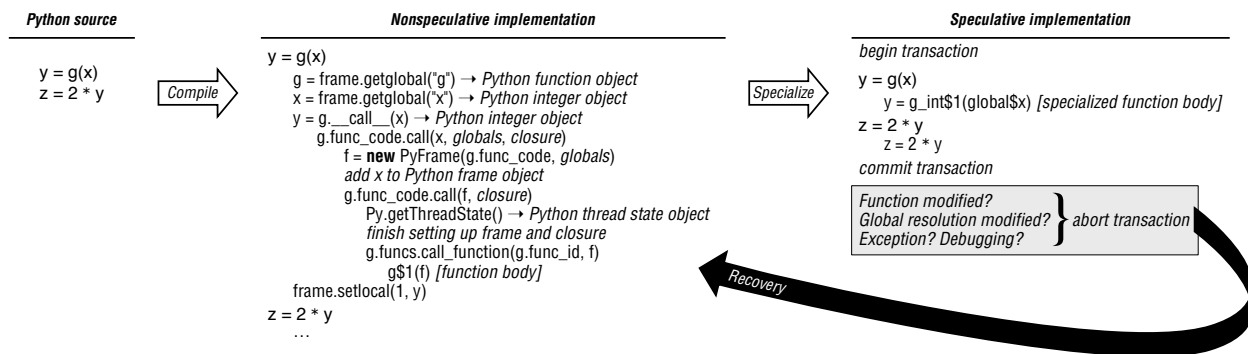 Python source
y = g(x)
z = 2 * y
Compile
Nonspeculative implementation
y = g(x)
g = frame.getglobal("g") → Python function object
x = frame.getglobal("x") → Python integer object
y = g.__call__(x) → Python integer object
g.func_code.call(x, globals, closure)
f = new PyFrame(g.func_code, globals)
add x to Python frame object
g.func_code.call(f, closure)
Py.getThreadState() → Python thread state object
finish setting up frame and closure
g.funcs.call_function(g.func_id, f)
g$1(f) [function body]
frame.setlocal(1, y)
z = 2 * y
...
Specialize
Speculative implementation
begin transaction
y = g(x)
y = g_int$1(global$x) [specialized function body]
z = 2 * y
z = 2 * y
commit transaction
Function modified?
Global resolution modified?
Exception? Debugging?
} abort transaction
Recovery